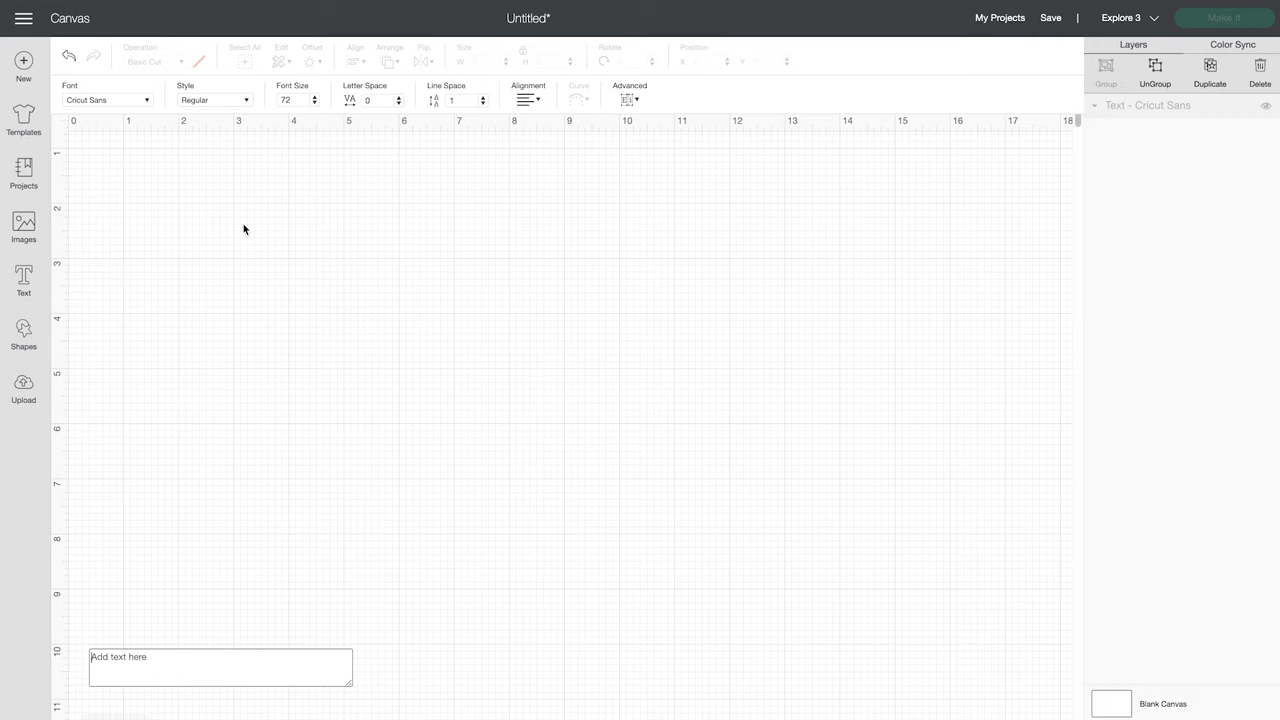 Canvas
Untitled*
My Projects
Save
|
Explore 3
Make It
New
Templates
Projects
Images
Text
Shapes
Upload
Operation
Basic Cut
Select All
Edit
Offset
Align
Arrange
Flip
Size
W
H
Rotate
Position
X
Y
Font
Cricut Sans
Style
Regular
Font Size
72
Letter Space
VA 0
Line Space
1
Alignment
Curve
Advanced
0 1 2 3 4 5 6 7 8 9 10 11 12 13 14 15 16 17 18
1
2
3
4
5
6
7
8
9
10
11
Add text here
Layers
Color Sync
Group
UnGroup
Duplicate
Delete
Text - Cricut Sans
Blank Canvas